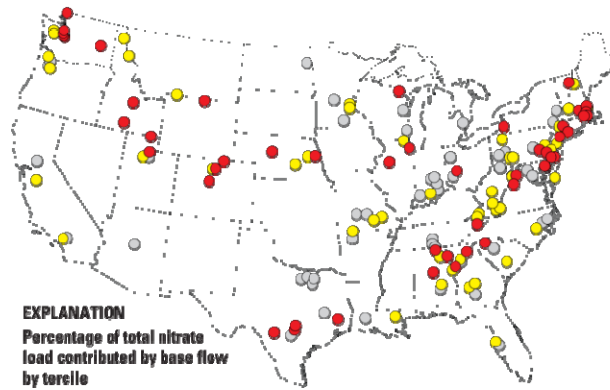 EXPLANATION
Percentage of total nitrate
load contributed by base flow
by tercile